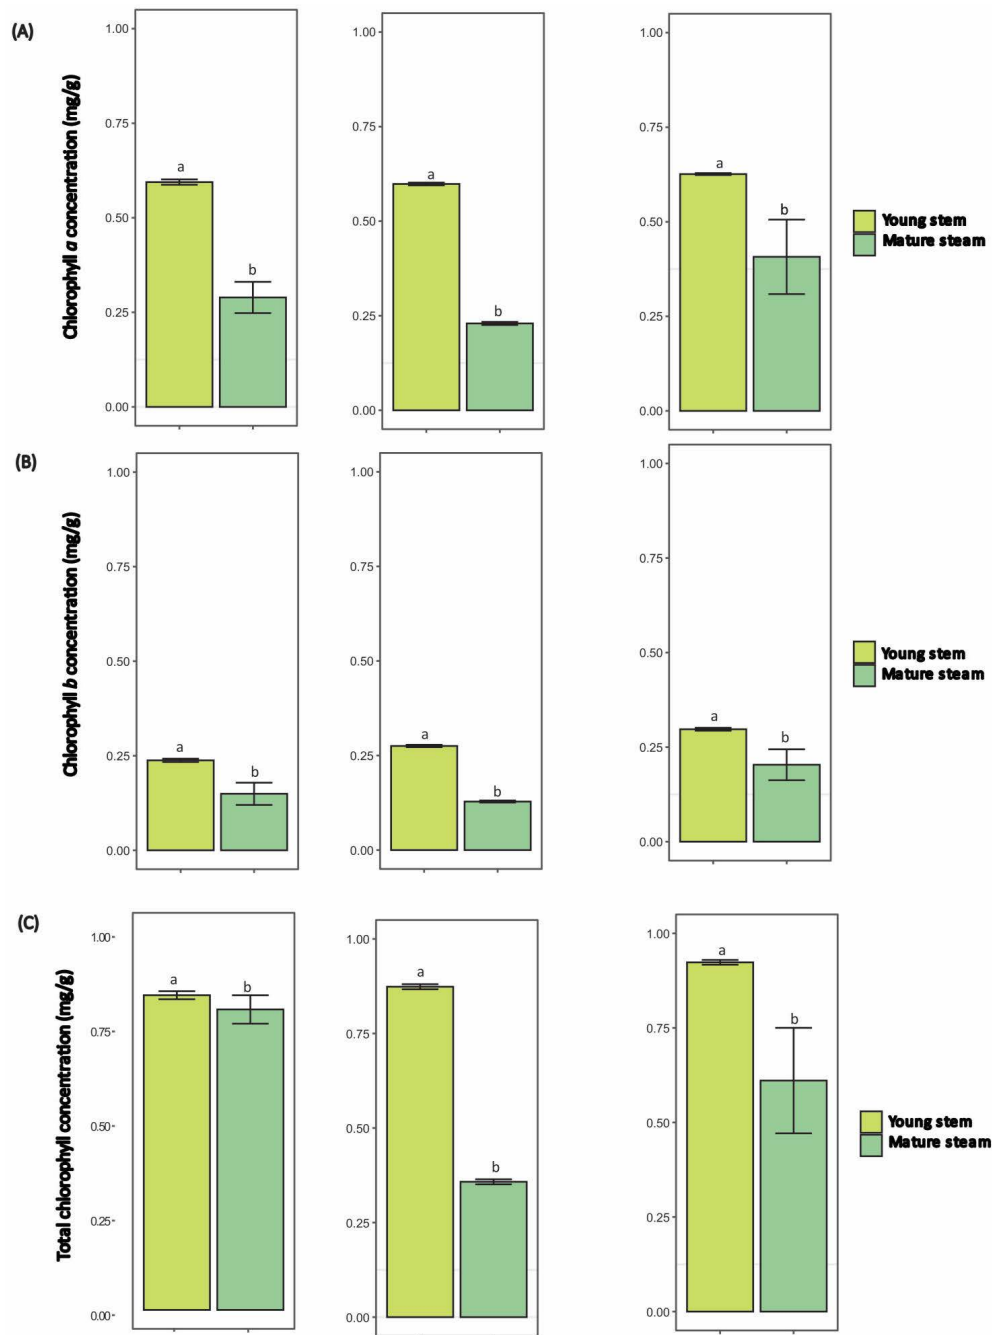 (A)
Chlorophyll a concentration (mg/g)
1.00
0.75
0.50
0.25
0.00
a
b
1.00
0.75
0.50
0.25
0.00
a
b
1.00
0.75
0.50
0.25
0.00
a
b
Young stem
Mature steam
(B)
Chlorophyll b concentration (mg/g)
1.00
0.75
0.50
0.25
0.00
a
b
1.00
0.75
0.50
0.25
0.00
a
b
1.00
0.75
0.50
0.25
0.00
a
b
Young stem
Mature steam
(C)
Total chlorophyll concentration (mg/g)
1.00
0.75
0.50
0.25
0.00
a
b
1.00
0.75
0.50
0.25
0.00
a
b
1.00
0.75
0.50
0.25
0.00
a
b
Young stem
Mature steam